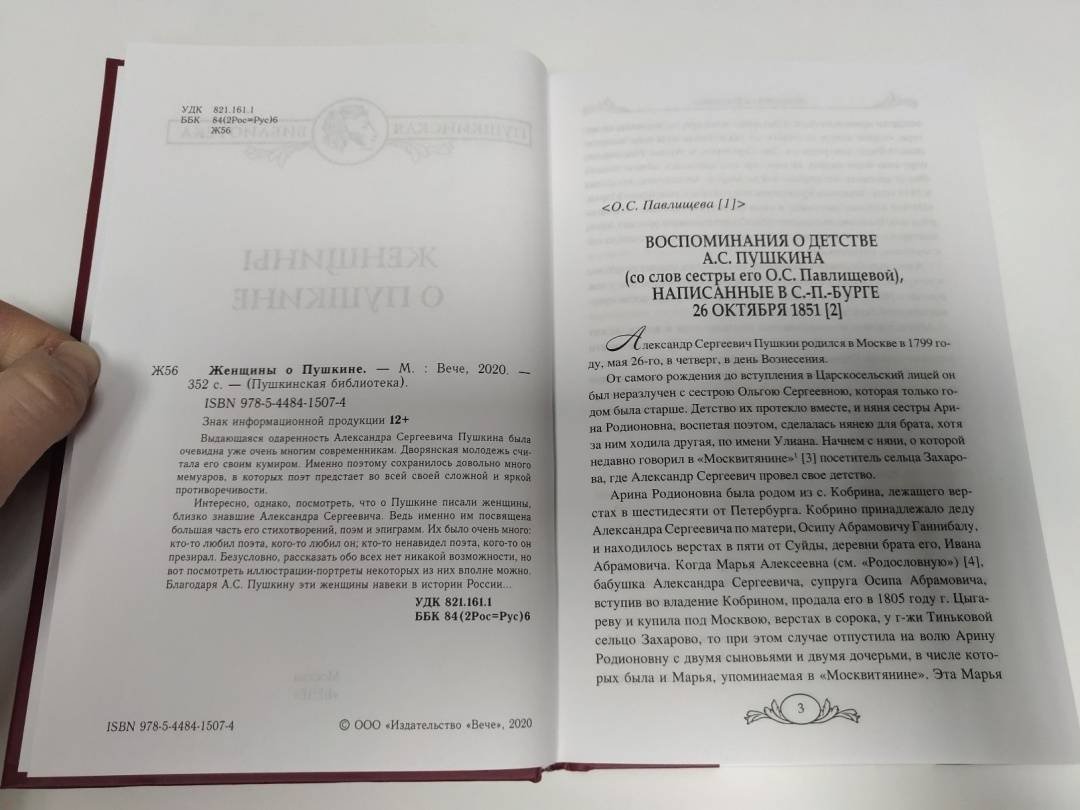 УДК 821.161.1
ББК 84(2Рос=Рус)6
Ж56
ПУШКИНСКАЯ БИБЛИОТЕКА
ЖЕНЩИНЫ
О ПУШКИНЕ
Ж56 Женщины о Пушкине. — М. : Вече, 2020. —
352 с. — (Пушкинская библиотека).
ISBN 978-5-4484-1507-4
Знак информационной продукции 12+
Выдающаяся одаренность Александра Сергеевича Пушкина была
очевидна уже очень многим современникам. Дворянская молодежь счи-
тала его своим кумиром. Именно поэтому сохранилось довольно много
мемуаров, в которых поэт предстает во всей своей сложной и яркой
противоречивости.
Интересно, однако, посмотреть, что о Пушкине писали женщины,
близко знавшие Александра Сергеевича. Ведь именно им посвящена
большая часть его стихотворений, поэм и эпиграмм. Их было очень много:
кто-то любил поэта, кого-то любил он; кто-то ненавидел поэта, кого-то он
презирал. Безусловно, рассказать обо всех нет никакой возможности, но
вот посмотреть иллюстрации-портреты некоторых из них вполне можно.
Благодаря А.С. Пушкину эти женщины навеки в истории России...
УДК 821.161.1
ББК 84(2Рос=Рус)6
Москва
«ВЕЧЕ»
ISBN 978-5-4484-1507-4
© ООО «Издательство «Вече», 2020
<О.С. Павлищева [1]>
ВОСПОМИНАНИЯ О ДЕТСТВЕ
А.С. ПУШКИНА
(со слов сестры его О.С. Павлищевой),
НАПИСАННЫЕ В С.-П.-БУРГЕ
26 ОКТЯБРЯ 1851 [2]
Александр Сергеевич Пушкин родился в Москве в 1799 го-
ду, мая 26-го, в четверг, в день Вознесения.
От самого рождения до вступления в Царскосельский лицей он
был неразлучен с сестрою Ольгою Сергеевною, которая только го-
дом была старше. Детство их протекло вместе, и няня сестры Ари-
на Родионовна, воспетая поэтом, сделалась нянею для брата, хотя
за ним ходила другая, по имени Улиана. Начнем с няни, о которой
недавно говорил в «Москвитянине»¹ [3] посетитель сельца Захаро-
ва, где Александр Сергеевич провел свое детство.
Арина Родионовна была родом из с. Кобрина, лежащего вер-
стах в шестидесяти от Петербурга. Кобрино принадлежало деду
Александра Сергеевича по матери, Осипу Абрамовичу Ганнибалу,
и находилось верстах в пяти от Суйды, деревни брата его, Ивана
Абрамовича. Когда Марья Алексеевна (см. «Родословную») [4],
бабушка Александра Сергеевича, супруга Осипа Абрамовича,
вступив во владение Кобрином, продала его в 1805 году г. Цыга-
реву и купила под Москвою, верстах в сорока, у г-жи Тиньковой
сельцо Захарово, то при этом случае отпустила на волю Арину
Родионовну с двумя сыновьями и двумя дочерьми, в числе кото-
рых была и Марья, упоминаемая в «Москвитянине». Эта Марья
3